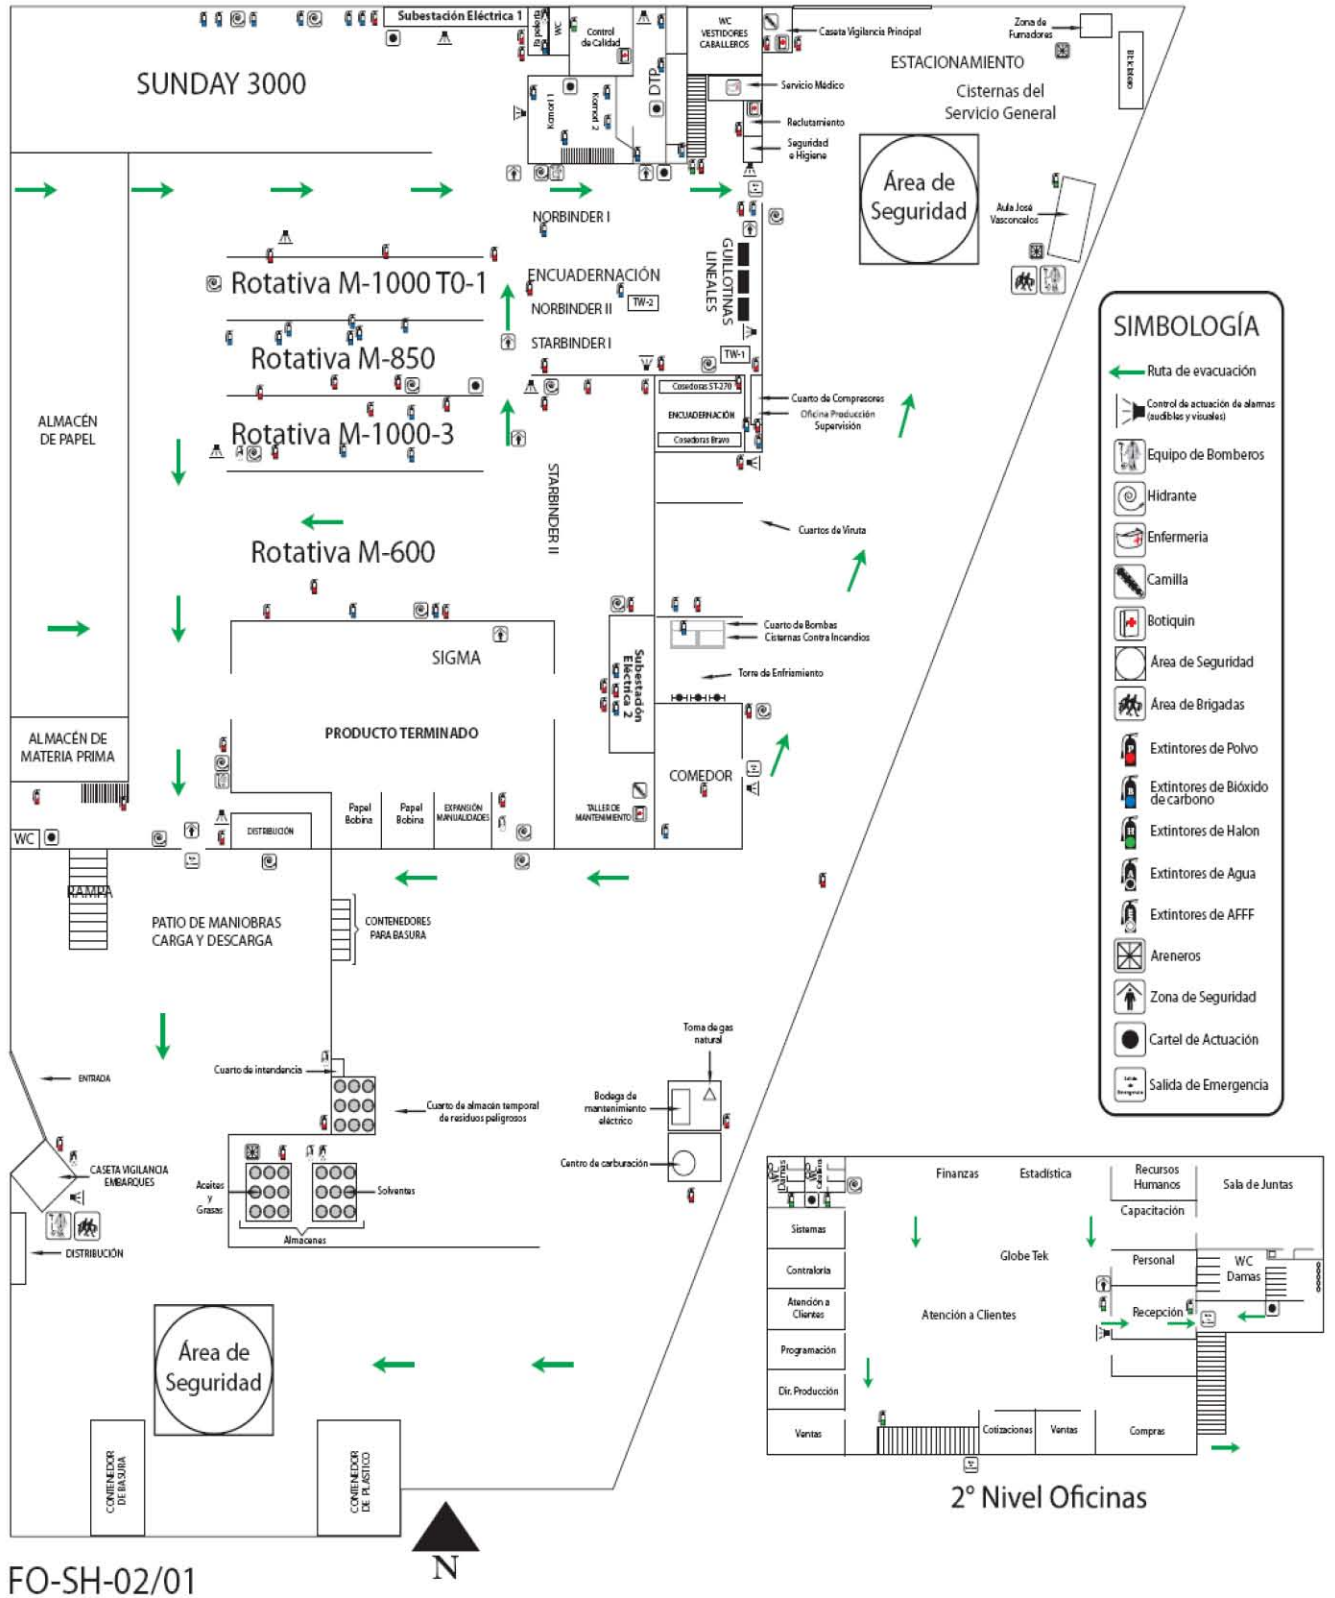 Subestación Eléctrica 1
Papelería
WC
Control
de Calidad
DTP
WC
VESTIDORES
CABALLEROS
Caseta Vigilancia Principal
Zona de
Fumadores
ESTACIONAMIENTO
Cisternas del
Servicio General
SUNDAY 3000
Komori 1
Komori 2
Servicio Médico
Reclutamiento
Seguridad
e Higiene
Área de
Seguridad
Aula José
Vasconcelos
NORBINDER I
ENCUADERNACIÓN
NORBINDER II
TW-2
STARBINDER I
GUILLOTINAS
LINEALES
TW-1
Rotativa M-1000 T0-1
Rotativa M-850
Rotativa M-1000-3
Rotativa M-600
ALMACÉN
DE PAPEL
Cosedoras ST-270
ENCUADERNACIÓN
Cosedoras Bravo
Cuarto de Compresores
Oficina Producción
Supervisión
STARBINDER II
Cuartos de Viruta
Cuarto de Bombas
Cisternas Contra Incendios
Torre de Enfriamiento
Subestación
Eléctrica 2
SIGMA
PRODUCTO TERMINADO
ALMACÉN DE
MATERIA PRIMA
COMEDOR
WC
DISTRIBUCIÓN
Papel
Bobina
Papel
Bobina
EXPANSIÓN
MANUALIDADES
TALLER DE
MANTENIMIENTO
RAMPA
PATIO DE MANIOBRAS
CARGA Y DESCARGA
CONTENEDORES
PARA BASURA
ENTRADA
Cuarto de intendencia
Cuarto de almacén temporal
de residuos peligrosos
Toma de gas
natural
Bodega de
mantenimiento
eléctrico
Centro de carburación
CASETA VIGILANCIA
EMBARQUES
DISTRIBUCIÓN
Aceites
y
Grasas
Solventes
Almacenes
Área de
Seguridad
CONTENEDOR
DE BASURA
CONTENEDOR
DE PLASTICO
N
FO-SH-02/01
SIMBOLOGÍA
Ruta de evacuación
Control de actuación de alarmas
(audibles y visuales)
Equipo de Bomberos
Hidrante
Enfermeria
Camilla
Botiquin
Área de Seguridad
Área de Brigadas
P
Extintores de Polvo
B
Extintores de Bióxido
de carbono
H
Extintores de Halon
A
Extintores de Agua
Extintores de AFFF
Areneros
Zona de Seguridad
Cartel de Actuación
Salida
de
Emergencia
Salida de Emergencia
WC
Damas
WC
Caballeros
Finanzas
Estadística
Recursos
Humanos
Sala de Juntas
Capacitación
Sistemas
Globe Tek
Personal
WC
Damas
Contraloría
Atención a
Clientes
Atención a Clientes
Recepción
Programación
Dir. Producción
Ventas
Cotizaciones
Ventas
Compras
2° Nivel Oficinas